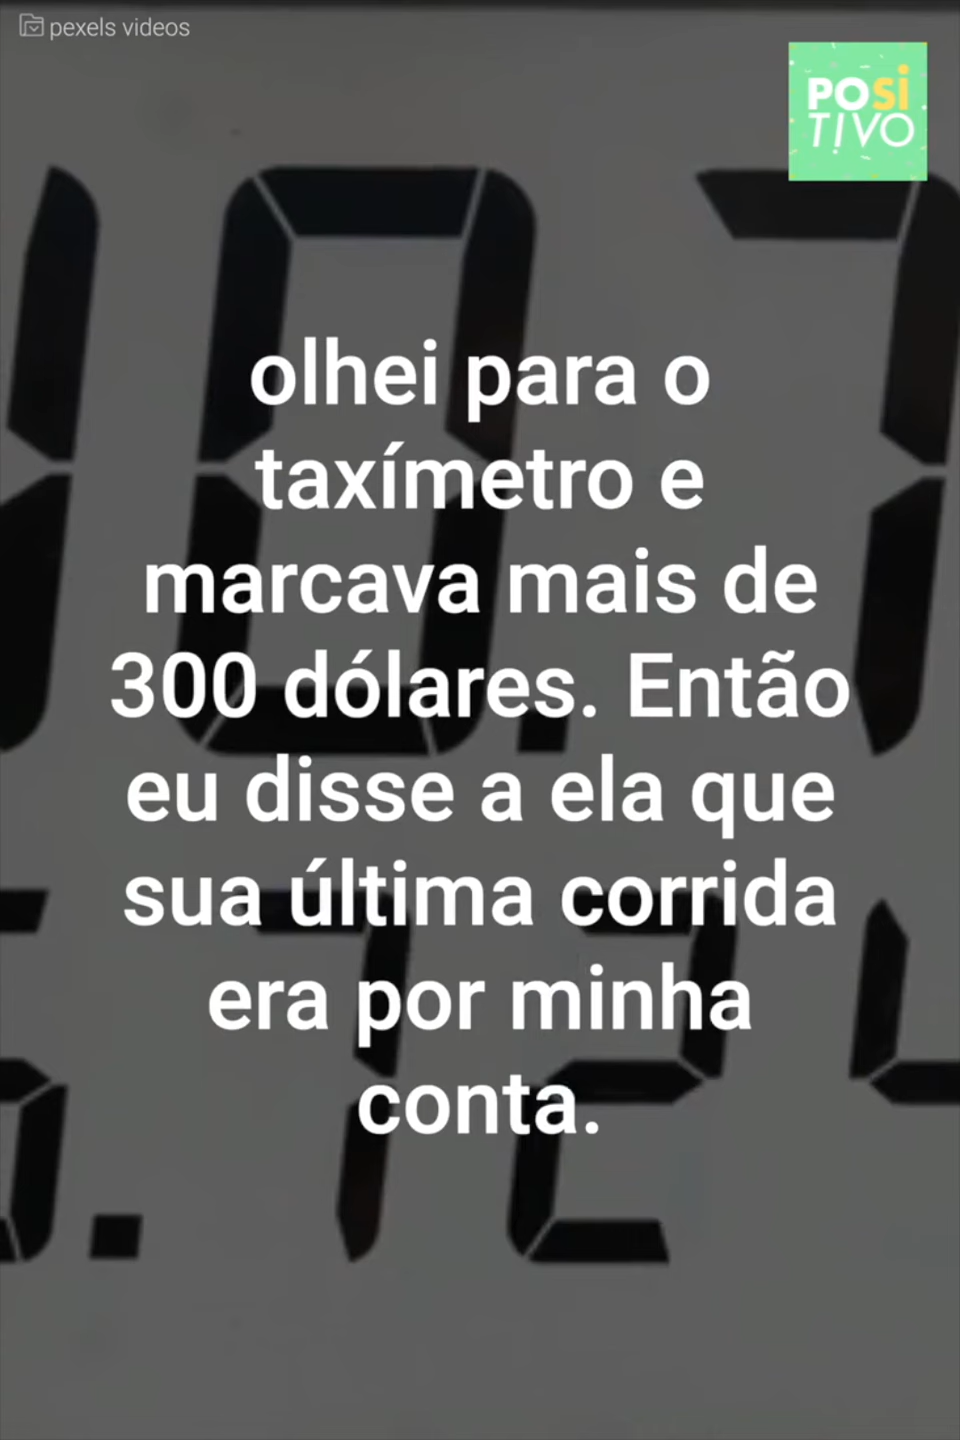 pexels videos
POSi
TIVO
olhei para o
taxímetro e
marcava mais de
300 dólares. Então
eu disse a ela que
sua última corrida
era por minha
conta.